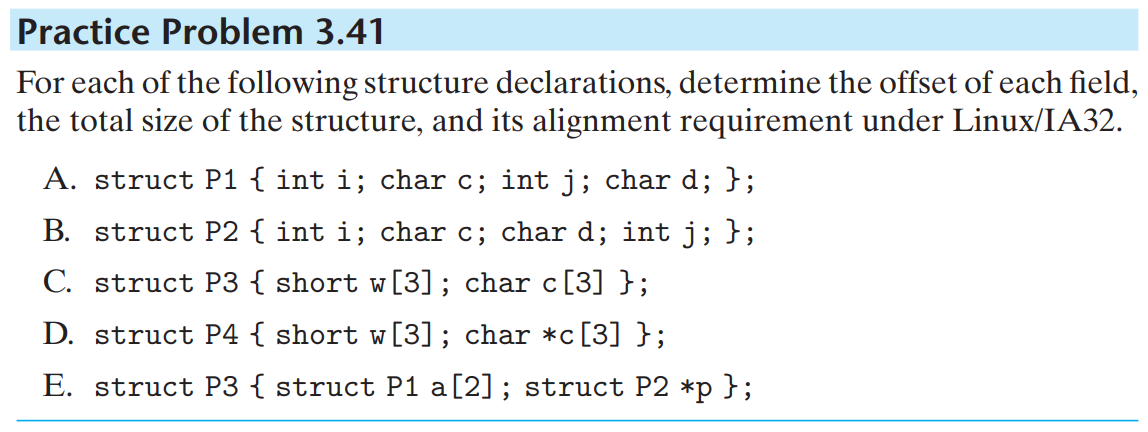 Practice Problem 3.41
For each of the following structure declarations, determine the offset of each field,
the total size of the structure, and its alignment requirement under Linux/IA32.
A. struct P1 { int i; char c; int j; char d; };
B. struct P2 { int i; char c; char d; int j; };
C. struct P3 { short w[3]; char c[3] };
D. struct P4 { short w[3]; char *c[3] };
E. struct P3 { struct P1 a[2]; struct P2 *p };